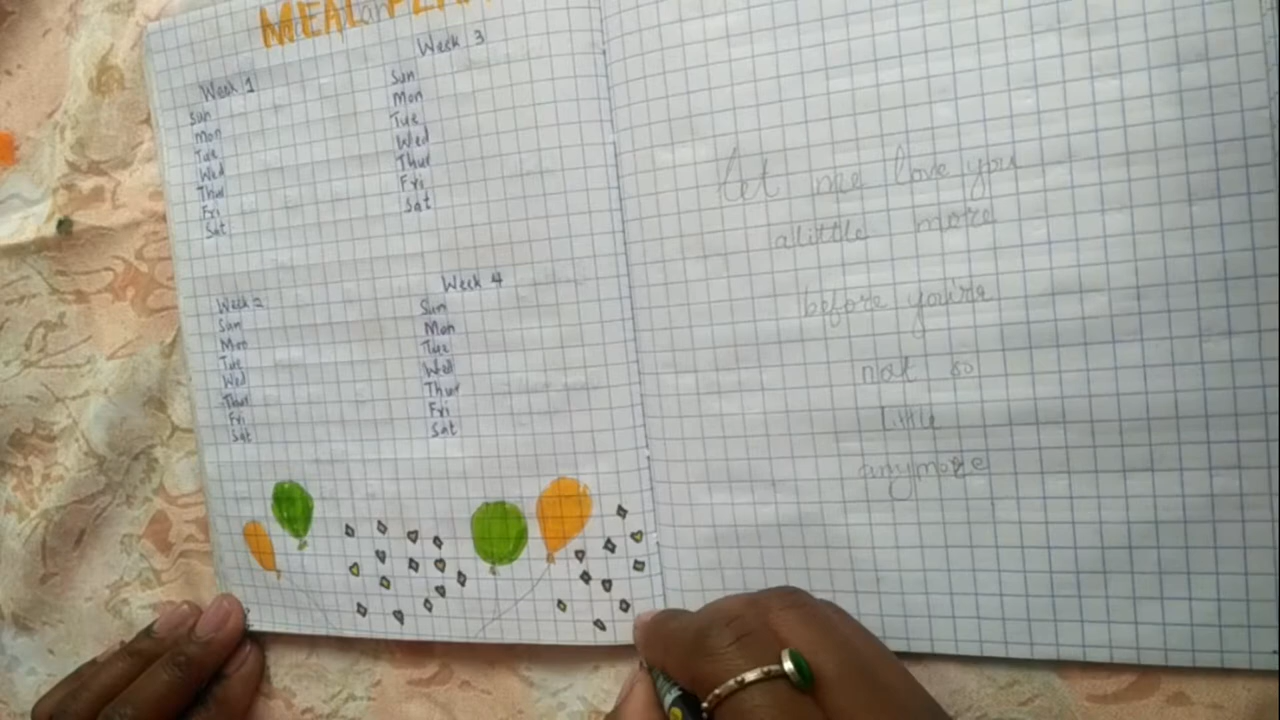 MEAL PLAN
Week 1
Sun
Mon
Tue
Wed
Thur
Fri
Sat
Week 3
Sun
Mon
Tue
Wed
Thur
Fri
Sat
Week 2
Sun
Mon
Tue
Wed
Thur
Fri
Sat
Week 4
Sun
Mon
Tue
Wed
Thur
Fri
Sat
let me love you
alittle more
before youre
not so
little
anymore